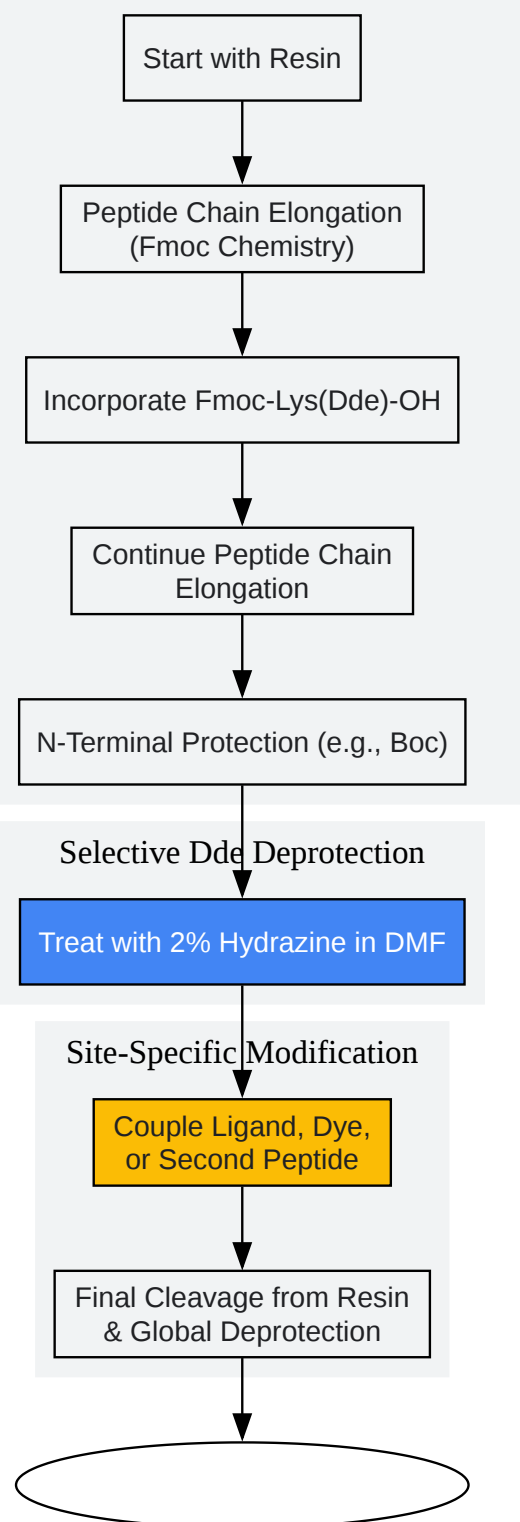 Start with Resin
Peptide Chain Elongation
(Fmoc Chemistry)
Incorporate Fmoc-Lys(Dde)-OH
Continue Peptide Chain
Elongation
N-Terminal Protection (e.g., Boc)
Selective Dde Deprotection
Treat with 2% Hydrazine in DMF
Site-Specific Modification
Couple Ligand, Dye,
or Second Peptide
Final Cleavage from Resin
& Global Deprotection